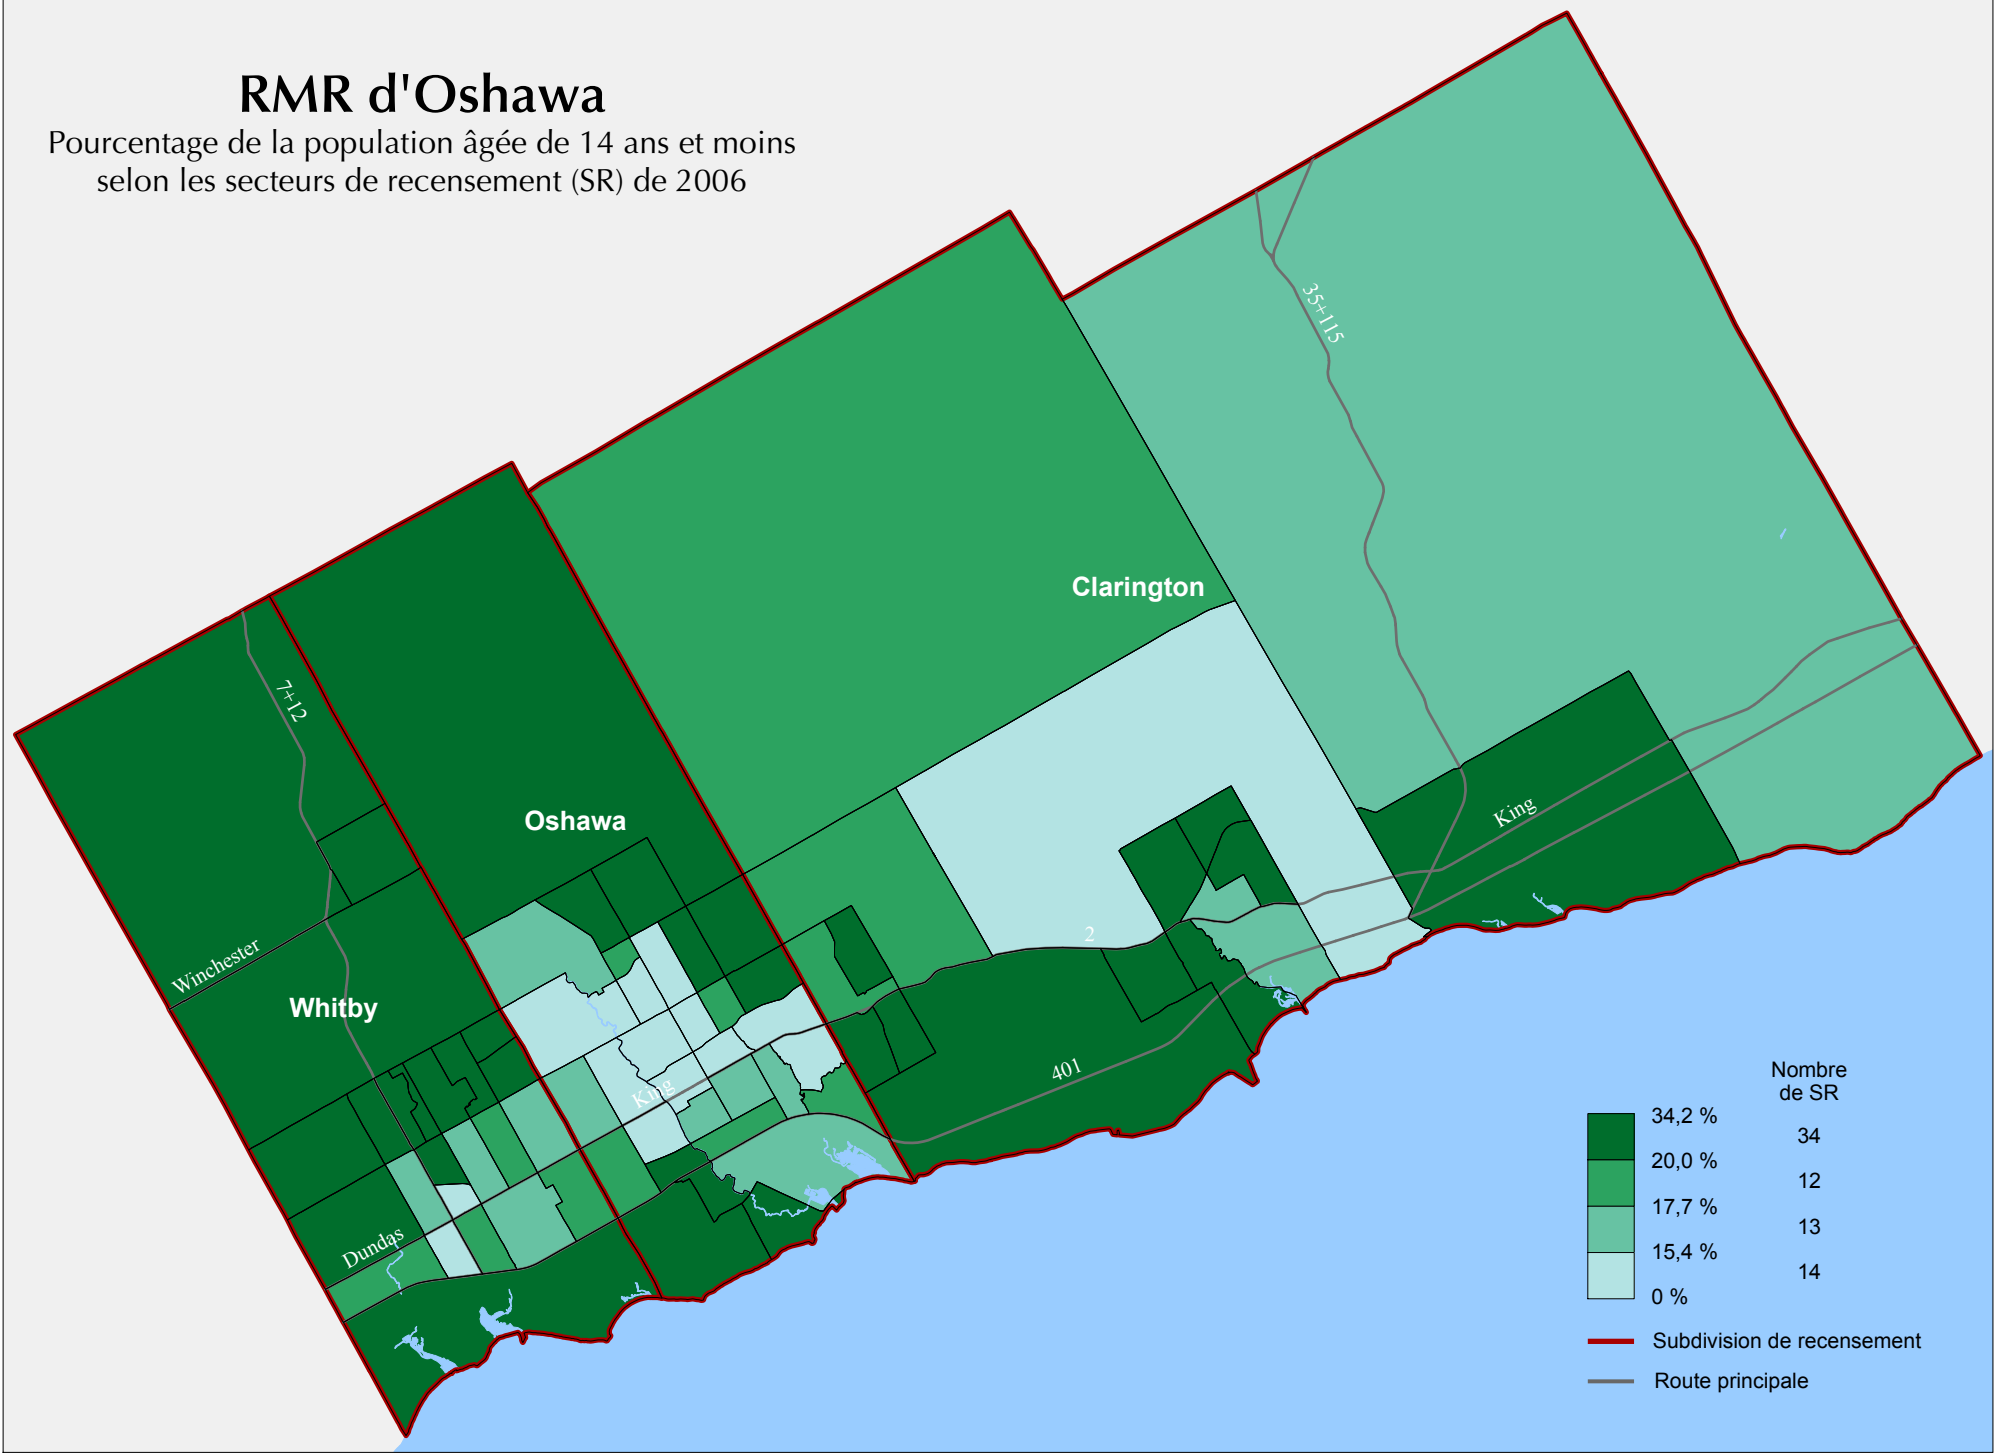 RMR d'Oshawa
Pourcentage de la population âgée de 14 ans et moins
selon les secteurs de recensement (SR) de 2006
35+115
Clarington
7+12
Oshawa
King
2
Winchester
Whitby
401
King
Dundas
Nombre
de SR
34,2 %
34
20,0 %
12
17,7 %
13
15,4 %
14
0 %
Subdivision de recensement
Route principale